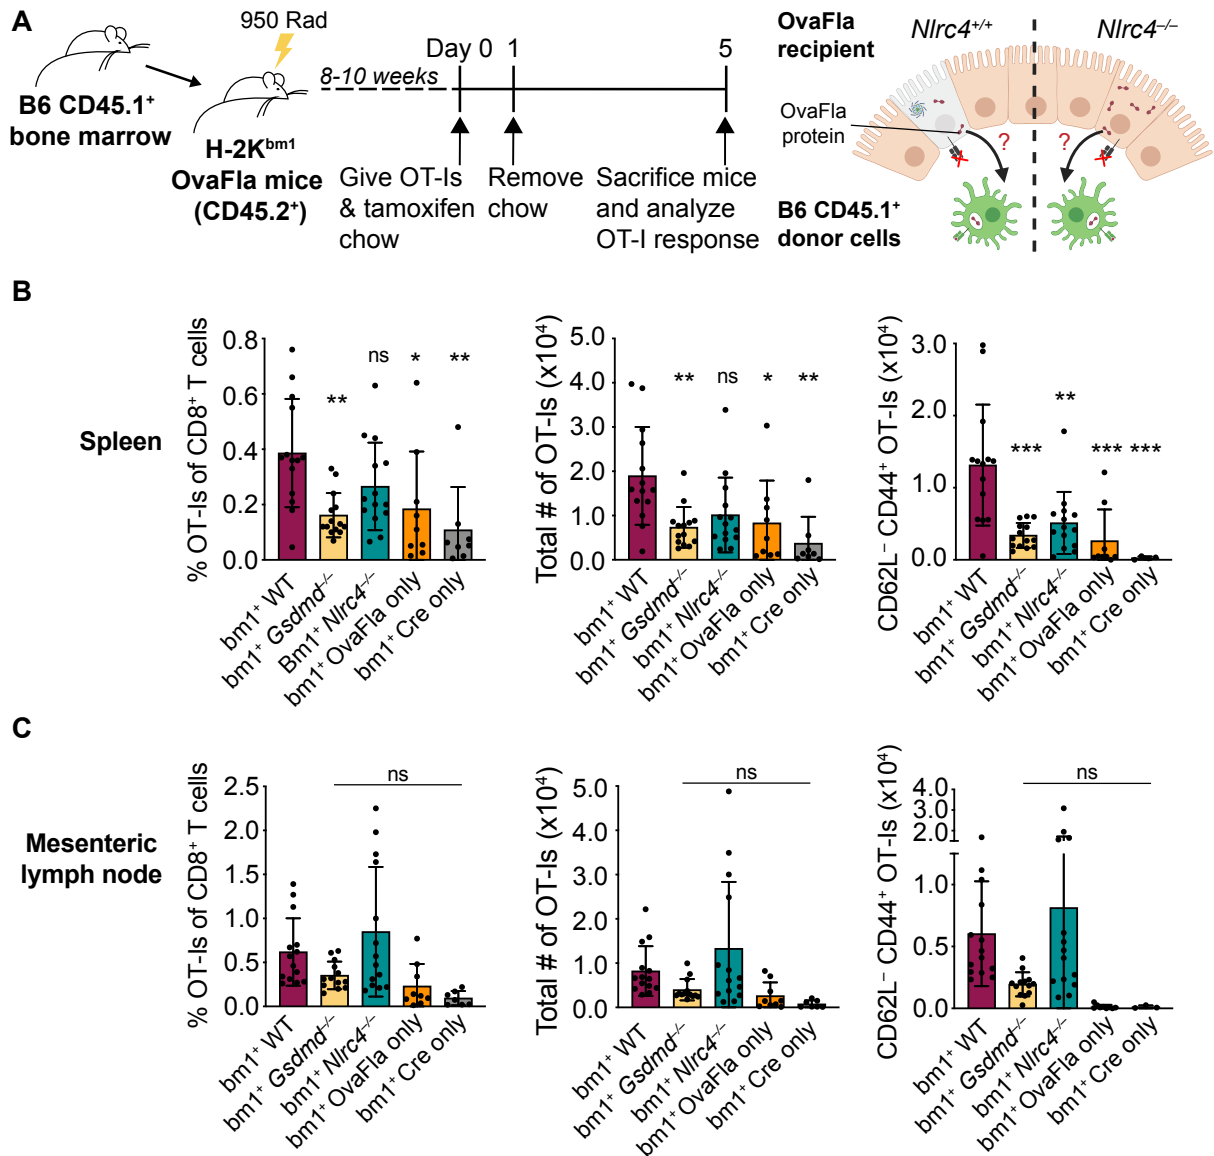 A
950 Rad
B6 CD45.1⁺
bone marrow
H-2Kᵇᵐ¹
OvaFla mice
(CD45.2⁺)
8-10 weeks
Day 0 1 5
Give OT-Is
& tamoxifen
chow
Remove
chow
Sacrifice mice
and analyze
OT-I response
OvaFla
recipient
Nlrc4⁺/⁺
Nlrc4⁻/⁻
OvaFla
protein
? ?
B6 CD45.1⁺
donor cells
B
Spleen
% OT-Is of CD8⁺ T cells
0.8
0.6
0.4
0.2
0.0
** ns * **
bm1⁺ WT
bm1⁺ Gsdmd⁻/⁻
Bm1⁺ Nlrc4⁻/⁻
bm1⁺ OvaFla only
bm1⁺ Cre only
Total # of OT-Is (x10⁴)
5.0
4.0
3.0
2.0
1.0
0.0
** ns * **
bm1⁺ WT
bm1⁺ Gsdmd⁻/⁻
bm1⁺ Nlrc4⁻/⁻
bm1⁺ OvaFla only
bm1⁺ Cre only
CD62L⁻ CD44⁺ OT-Is (x10⁴)
3.0
2.0
1.0
0
*** ** *** ***
bm1⁺ WT
bm1⁺ Gsdmd⁻/⁻
bm1⁺ Nlrc4⁻/⁻
bm1⁺ OvaFla only
bm1⁺ Cre only
C
Mesenteric
lymph node
% OT-Is of CD8⁺ T cells
2.5
2.0
1.5
1.0
0.5
0.0
ns
bm1⁺ WT
bm1⁺ Gsdmd⁻/⁻
bm1⁺ Nlrc4⁻/⁻
bm1⁺ OvaFla only
bm1⁺ Cre only
Total # of OT-Is (x10⁴)
5.0
4.0
3.0
2.0
1.0
0.0
ns
bm1⁺ WT
bm1⁺ Gsdmd⁻/⁻
bm1⁺ Nlrc4⁻/⁻
bm1⁺ OvaFla only
bm1⁺ Cre only
CD62L⁻ CD44⁺ OT-Is (x10⁴)
4.0
3.0
2.0
1.0
0.5
0
ns
bm1⁺ WT
bm1⁺ Gsdmd⁻/⁻
bm1⁺ Nlrc4⁻/⁻
bm1⁺ OvaFla only
bm1⁺ Cre only